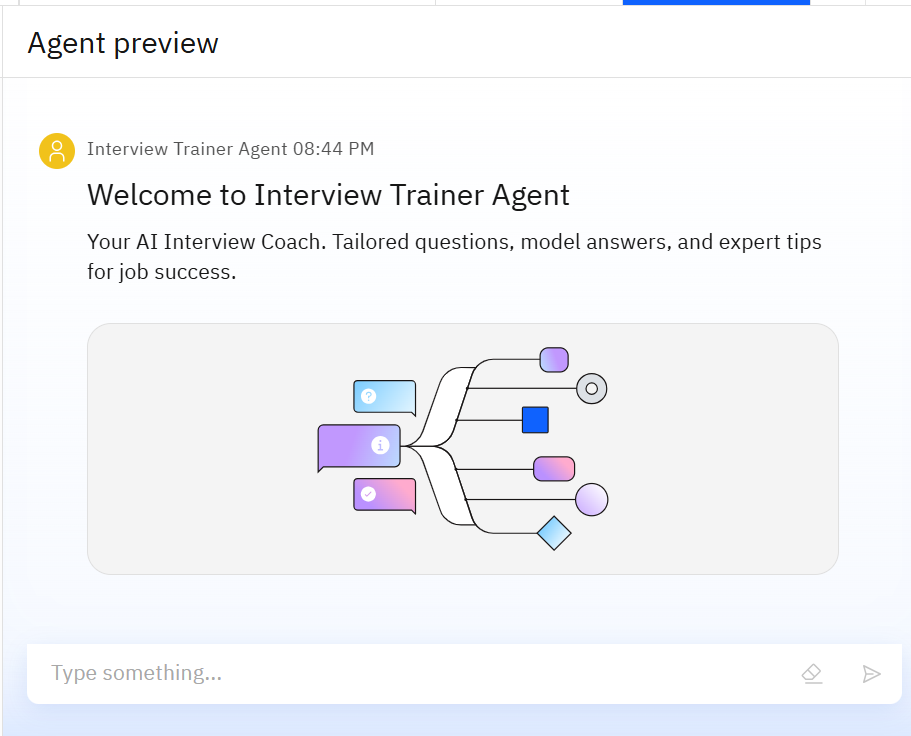 Agent preview
Interview Trainer Agent 08:44 PM
Welcome to Interview Trainer Agent
Your AI Interview Coach. Tailored questions, model answers, and expert tips
for job success.
?
i
Type something...